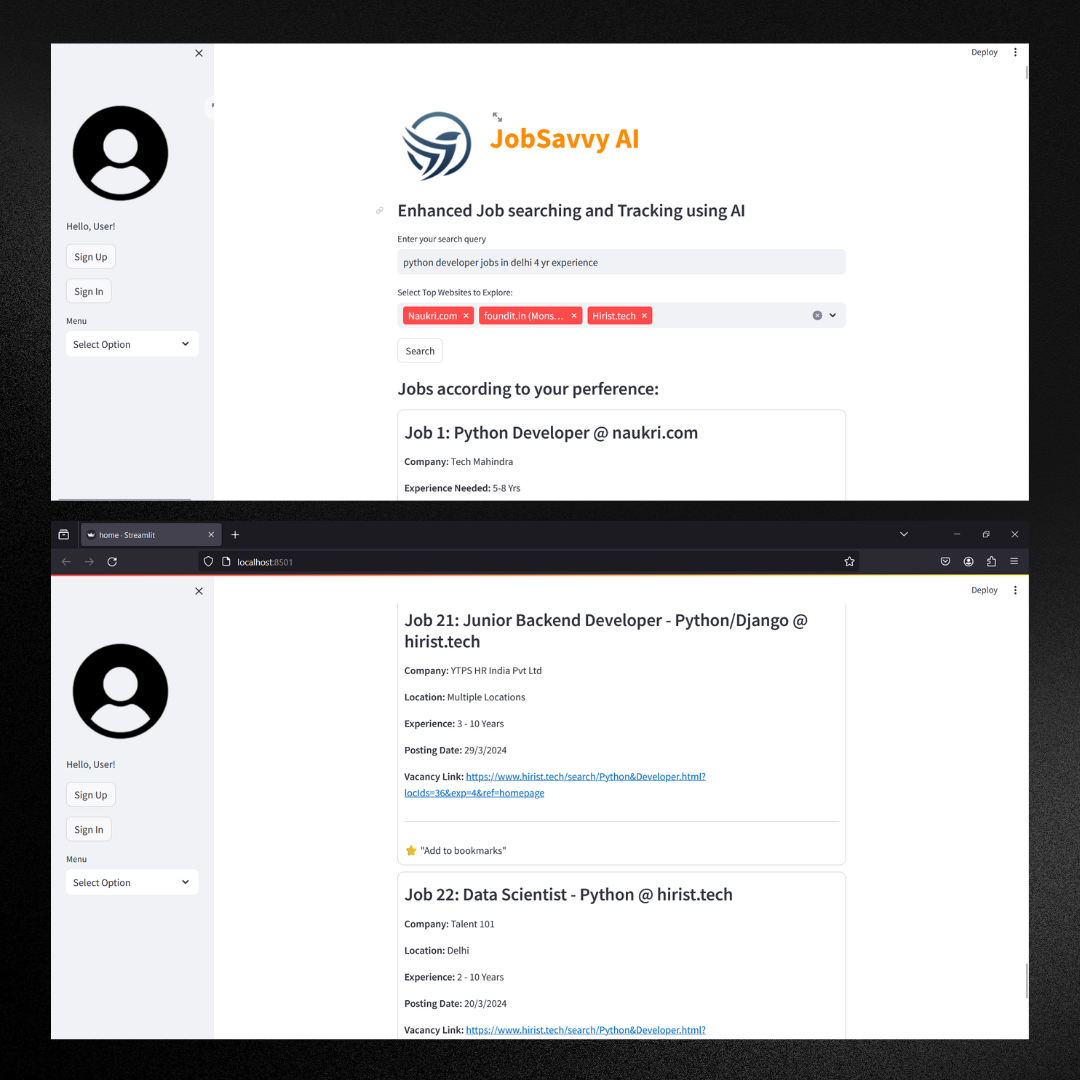 Deploy
JobSavvy AI
Hello, User!
Sign Up
Sign In
Menu
Select Option
Enhanced Job searching and Tracking using AI
Enter your search query
python developer jobs in delhi 4 yr experience
Select Top Websites to Explore:
Naukri.com × foundit.in (Mons... × Hirist.tech ×
Search
Jobs according to your perference:
Job 1: Python Developer @ naukri.com
Company: Tech Mahindra
Experience Needed: 5-8 Yrs
home · Streamlit
localhost:8501
Deploy
Hello, User!
Sign Up
Sign In
Menu
Select Option
Job 21: Junior Backend Developer - Python/Django @
hirist.tech
Company: YTPS HR India Pvt Ltd
Location: Multiple Locations
Experience: 3 - 10 Years
Posting Date: 29/3/2024
Vacancy Link: https://www.hirist.tech/search/Python&Developer.html?
locIds=36&exp=4&ref=homepage
"Add to bookmarks"
Job 22: Data Scientist - Python @ hirist.tech
Company: Talent 101
Location: Delhi
Experience: 2 - 10 Years
Posting Date: 20/3/2024
Vacancy Link: https://www.hirist.tech/search/Python&Developer.html?